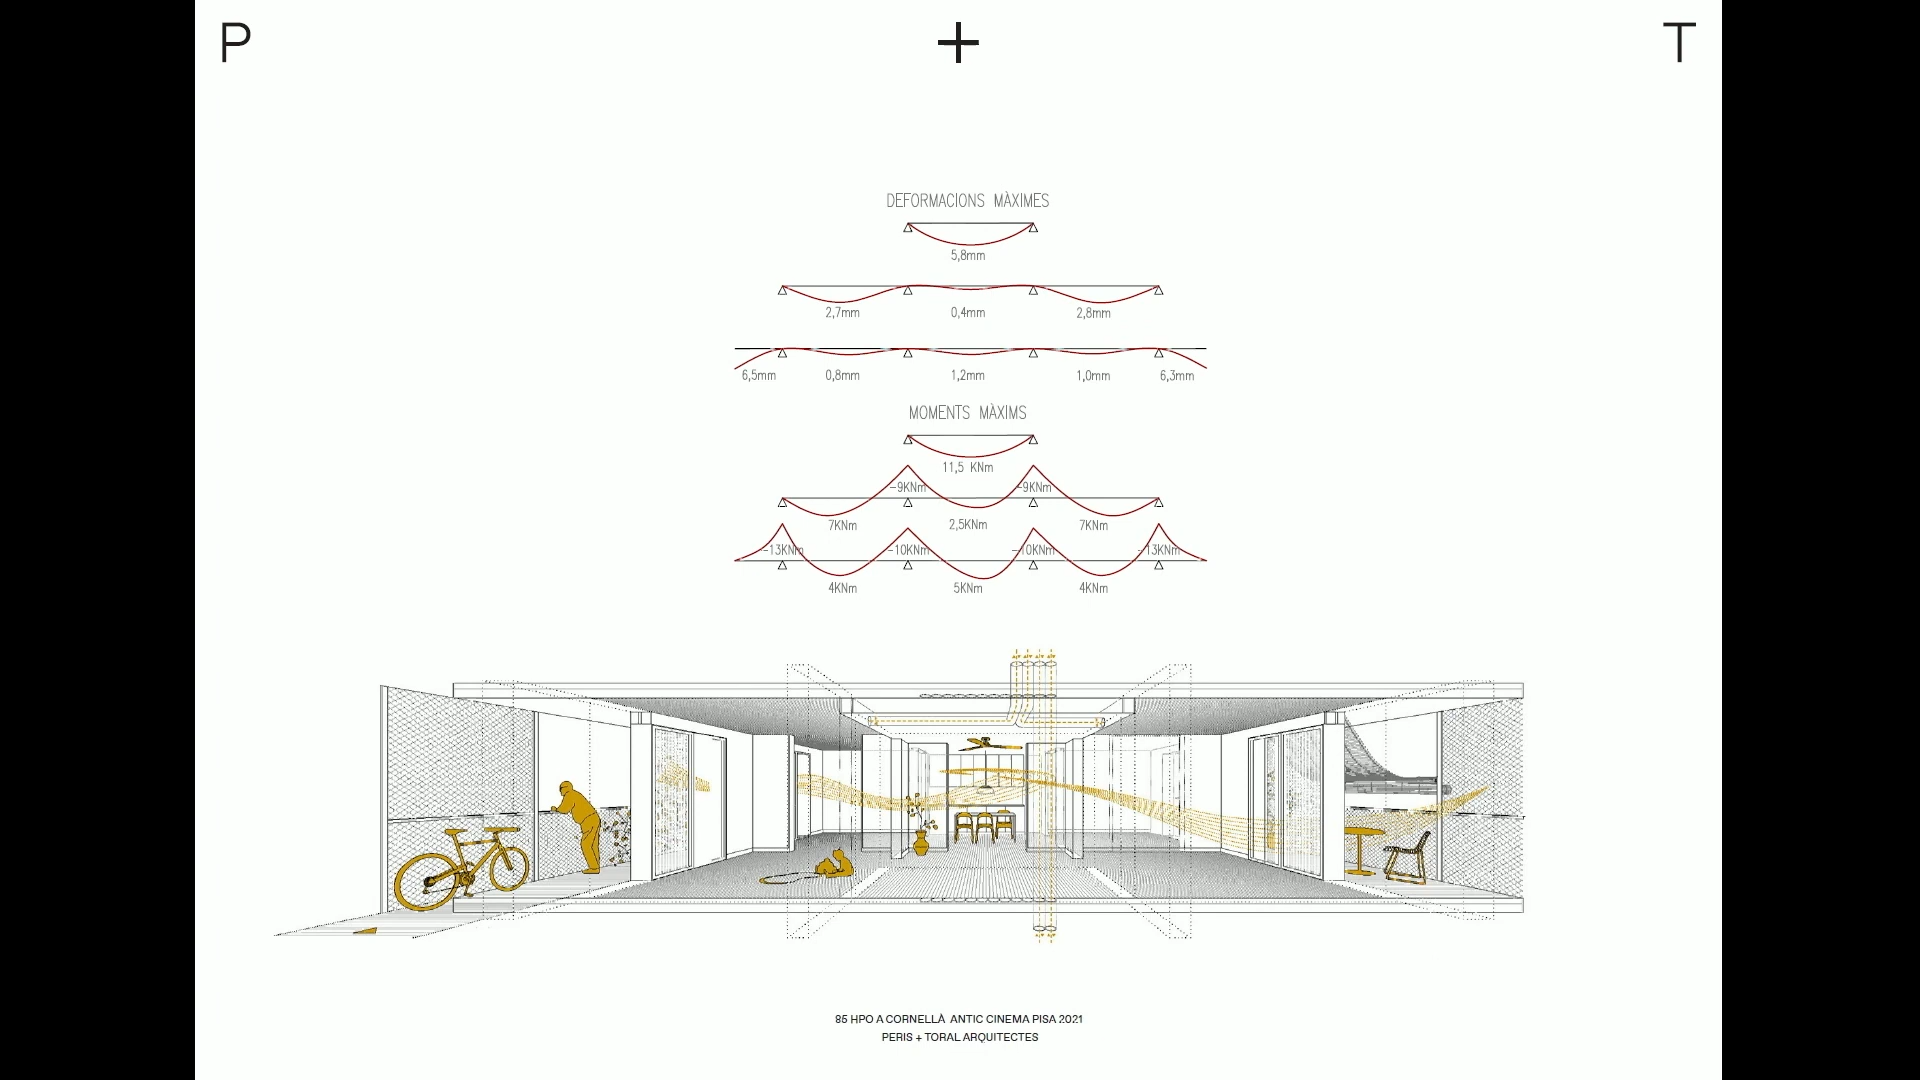 P + T
DEFORMACIONS MÀXIMES
5,8mm
2,7mm 0,4mm 2,8mm
6,5mm 0,8mm 1,2mm 1,0mm 6,3mm
MOMENTS MÀXIMS
11,5 KNm
-9KNm -9KNm
7KNm 2,5KNm 7KNm
-13KNm -10KNm -10KNm -13KNm
4KNm 5KNm 4KNm
85 HPO A CORNELLÀ ANTIC CINEMA PISA 2021
PERIS + TORAL ARQUITECTES